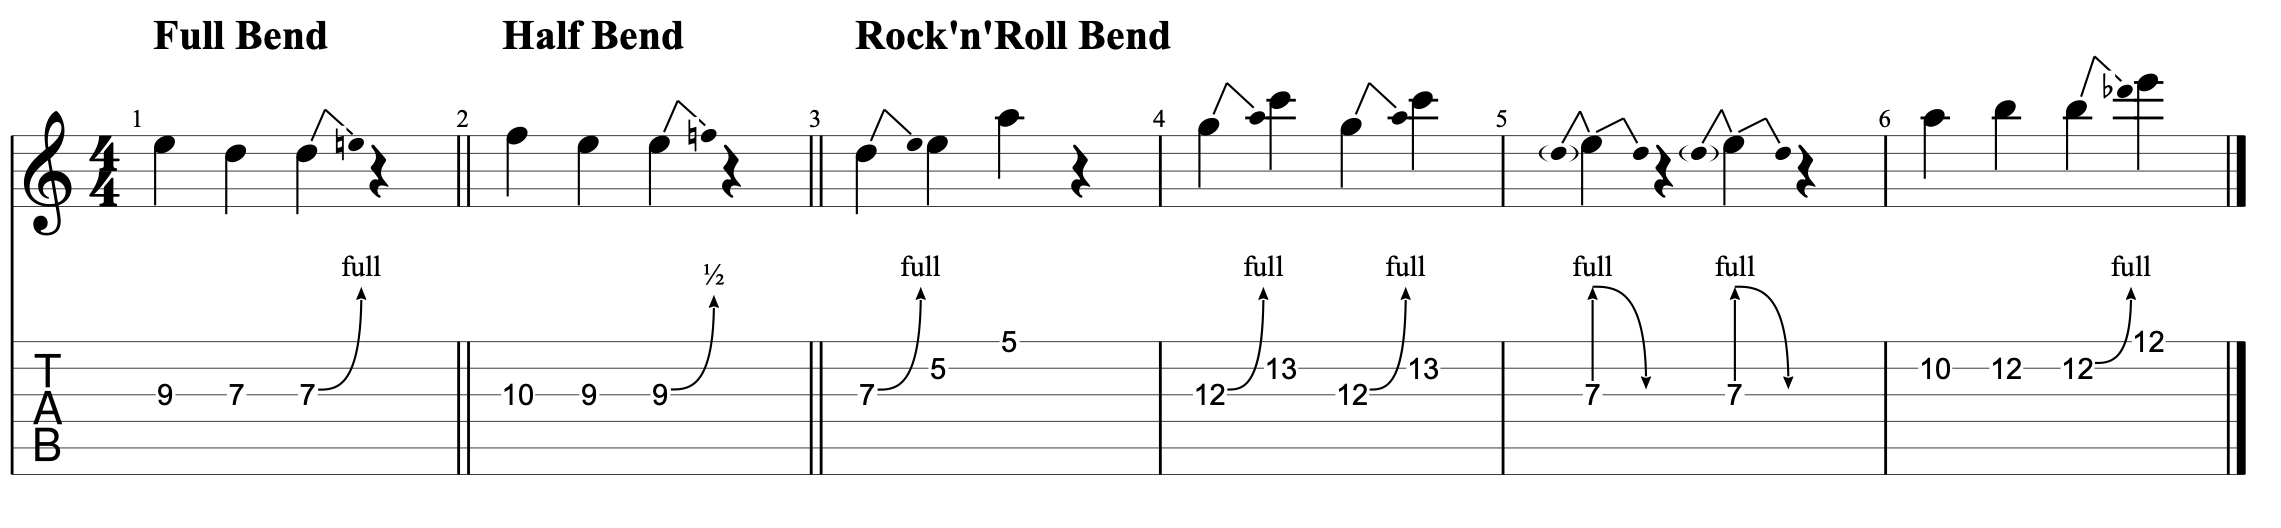 Full Bend Half Bend Rock'n'Roll Bend
1 2 3 4 5 6
4
4
full ½ full full full full full full
5 12
T 5 13 13 10 12 12
A 9 7 7 10 9 9 7 12 12 7 7
B